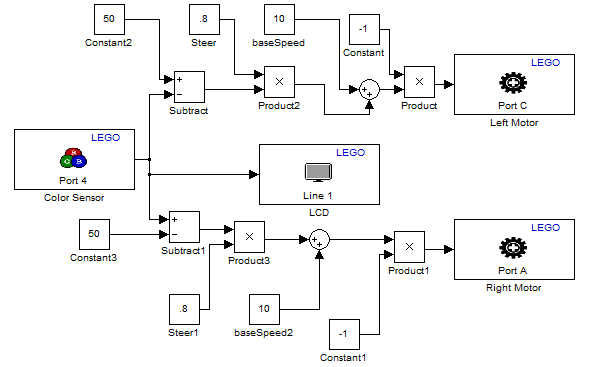 50
Constant2
.8
Steer
10
baseSpeed
-1
Constant
+
−
Subtract
×
Product2
+
+
×
Product
LEGO
Port C
Left Motor
LEGO
R
G
B
Port 4
Color Sensor
LEGO
Line 1
LCD
50
Constant3
+
−
Subtract1
×
Product3
+
+
×
Product1
LEGO
Port A
Right Motor
.8
Steer1
10
baseSpeed2
-1
Constant1